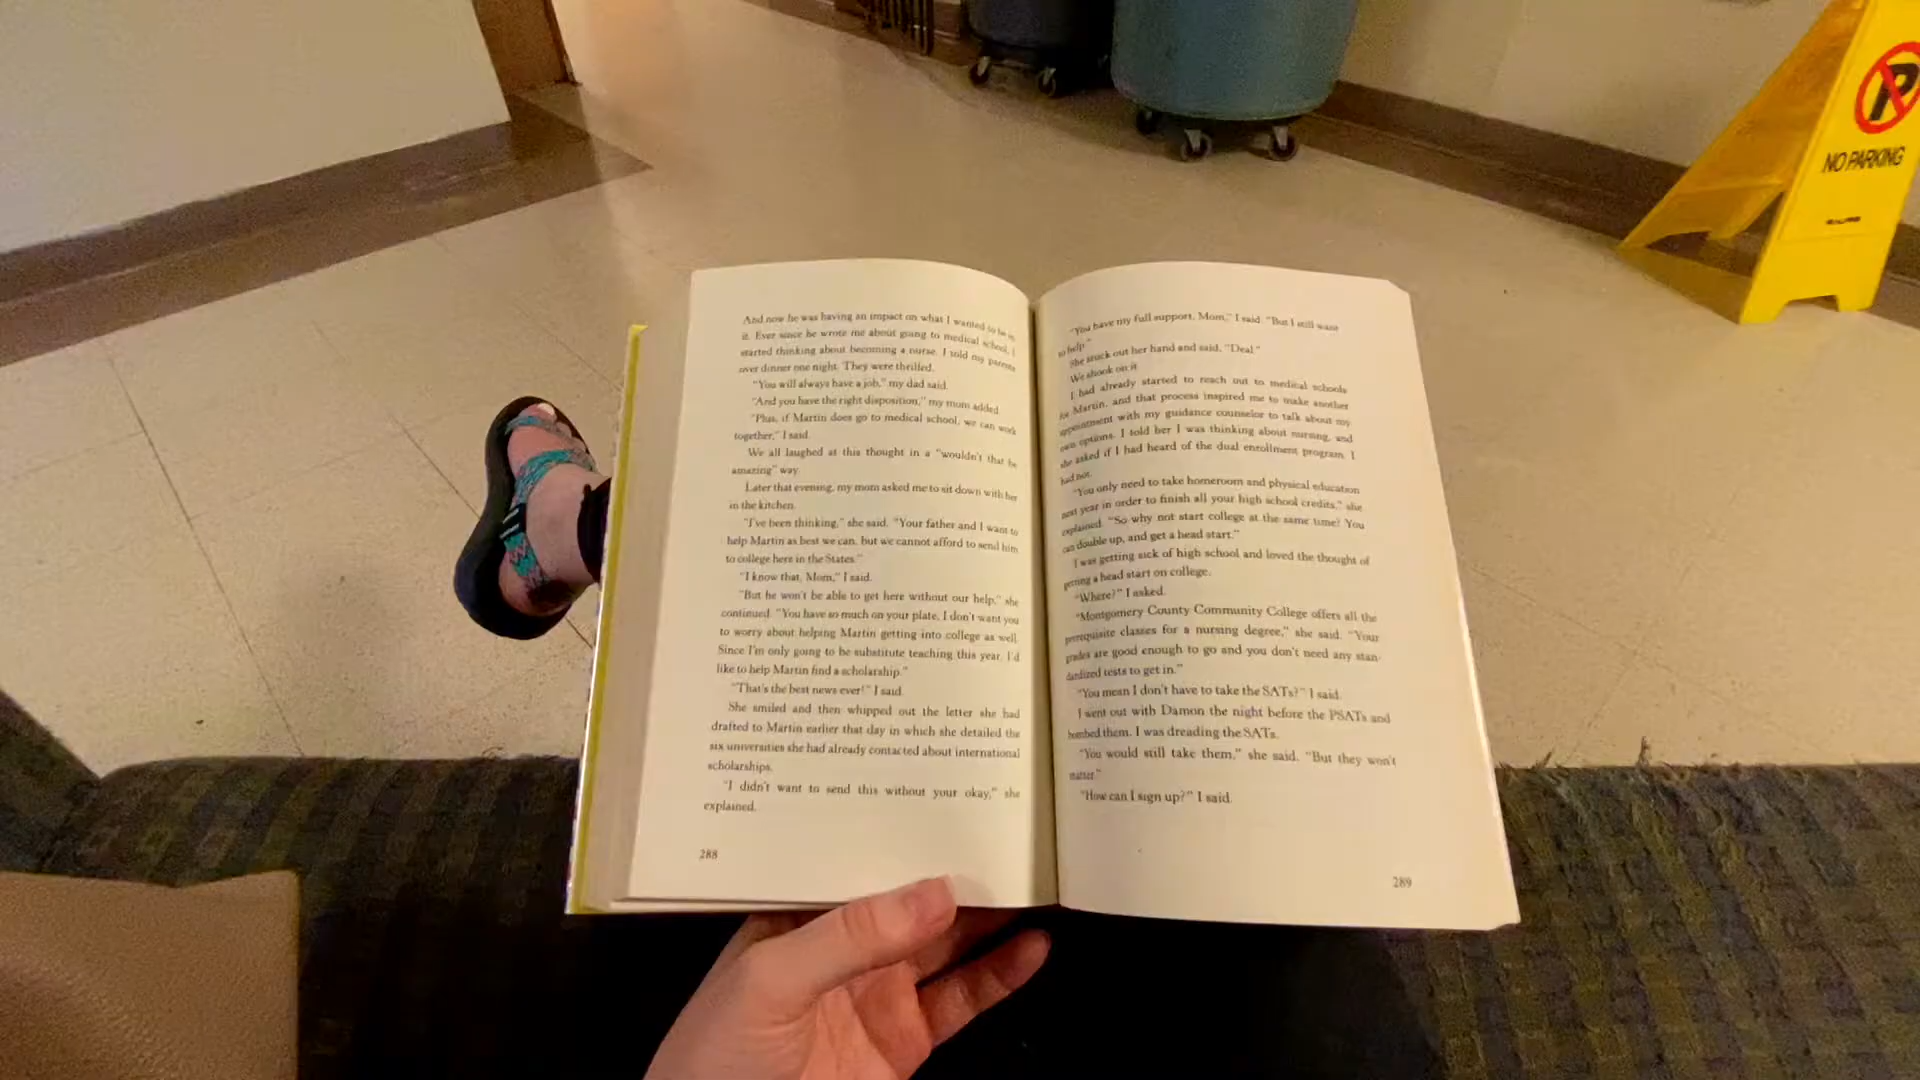 And now he was having an impact on what I wanted to be in
it. Ever since he wrote me about going to medical school, I
started thinking about becoming a nurse. I told my parents
over dinner one night. They were thrilled.
"You will always have a job," my dad said.
"And you have the right disposition," my mom added.
"Plus, if Martin does go to medical school, we can work
together," I said.
We all laughed at this thought in a "wouldn't that be
amazing" way.
Later that evening, my mom asked me to sit down with her
in the kitchen.
"I've been thinking," she said. "Your father and I want to
help Martin as best we can, but we cannot afford to send him
to college here in the States."
"I know that, Mom," I said.
"But he won't be able to get here without our help," she
continued. "You have so much on your plate, I don't want you
to worry about helping Martin getting into college as well.
Since I'm only going to be substitute teaching this year, I'd
like to help Martin find a scholarship."
"That's the best news ever!" I said.
She smiled and then whipped out the letter she had
drafted to Martin earlier that day in which she detailed the
six universities she had already contacted about international
scholarships.
"I didn't want to send this without your okay," she
explained.
288
"You have my full support, Mom," I said. "But I still want
to help."
She stuck out her hand and said, "Deal."
We shook on it.
I had already started to reach out to medical schools
for Martin, and that process inspired me to make another
appointment with my guidance counselor to talk about my
own options. I told her I was thinking about nursing, and
she asked if I had heard of the dual enrollment program. I
had not.
"You only need to take homeroom and physical education
next year in order to finish all your high school credits," she
explained. "So why not start college at the same time? You
can double up, and get a head start."
I was getting sick of high school and loved the thought of
getting a head start on college.
"Where?" I asked.
"Montgomery County Community College offers all the
prerequisite classes for a nursing degree," she said. "Your
grades are good enough to go and you don't need any stan-
dardized tests to get in."
"You mean I don't have to take the SATs?" I said.
I went out with Damon the night before the PSATs and
bombed them. I was dreading the SATs.
"You would still take them," she said. "But they won't
matter."
"How can I sign up?" I said.
289
P
NO PARKING